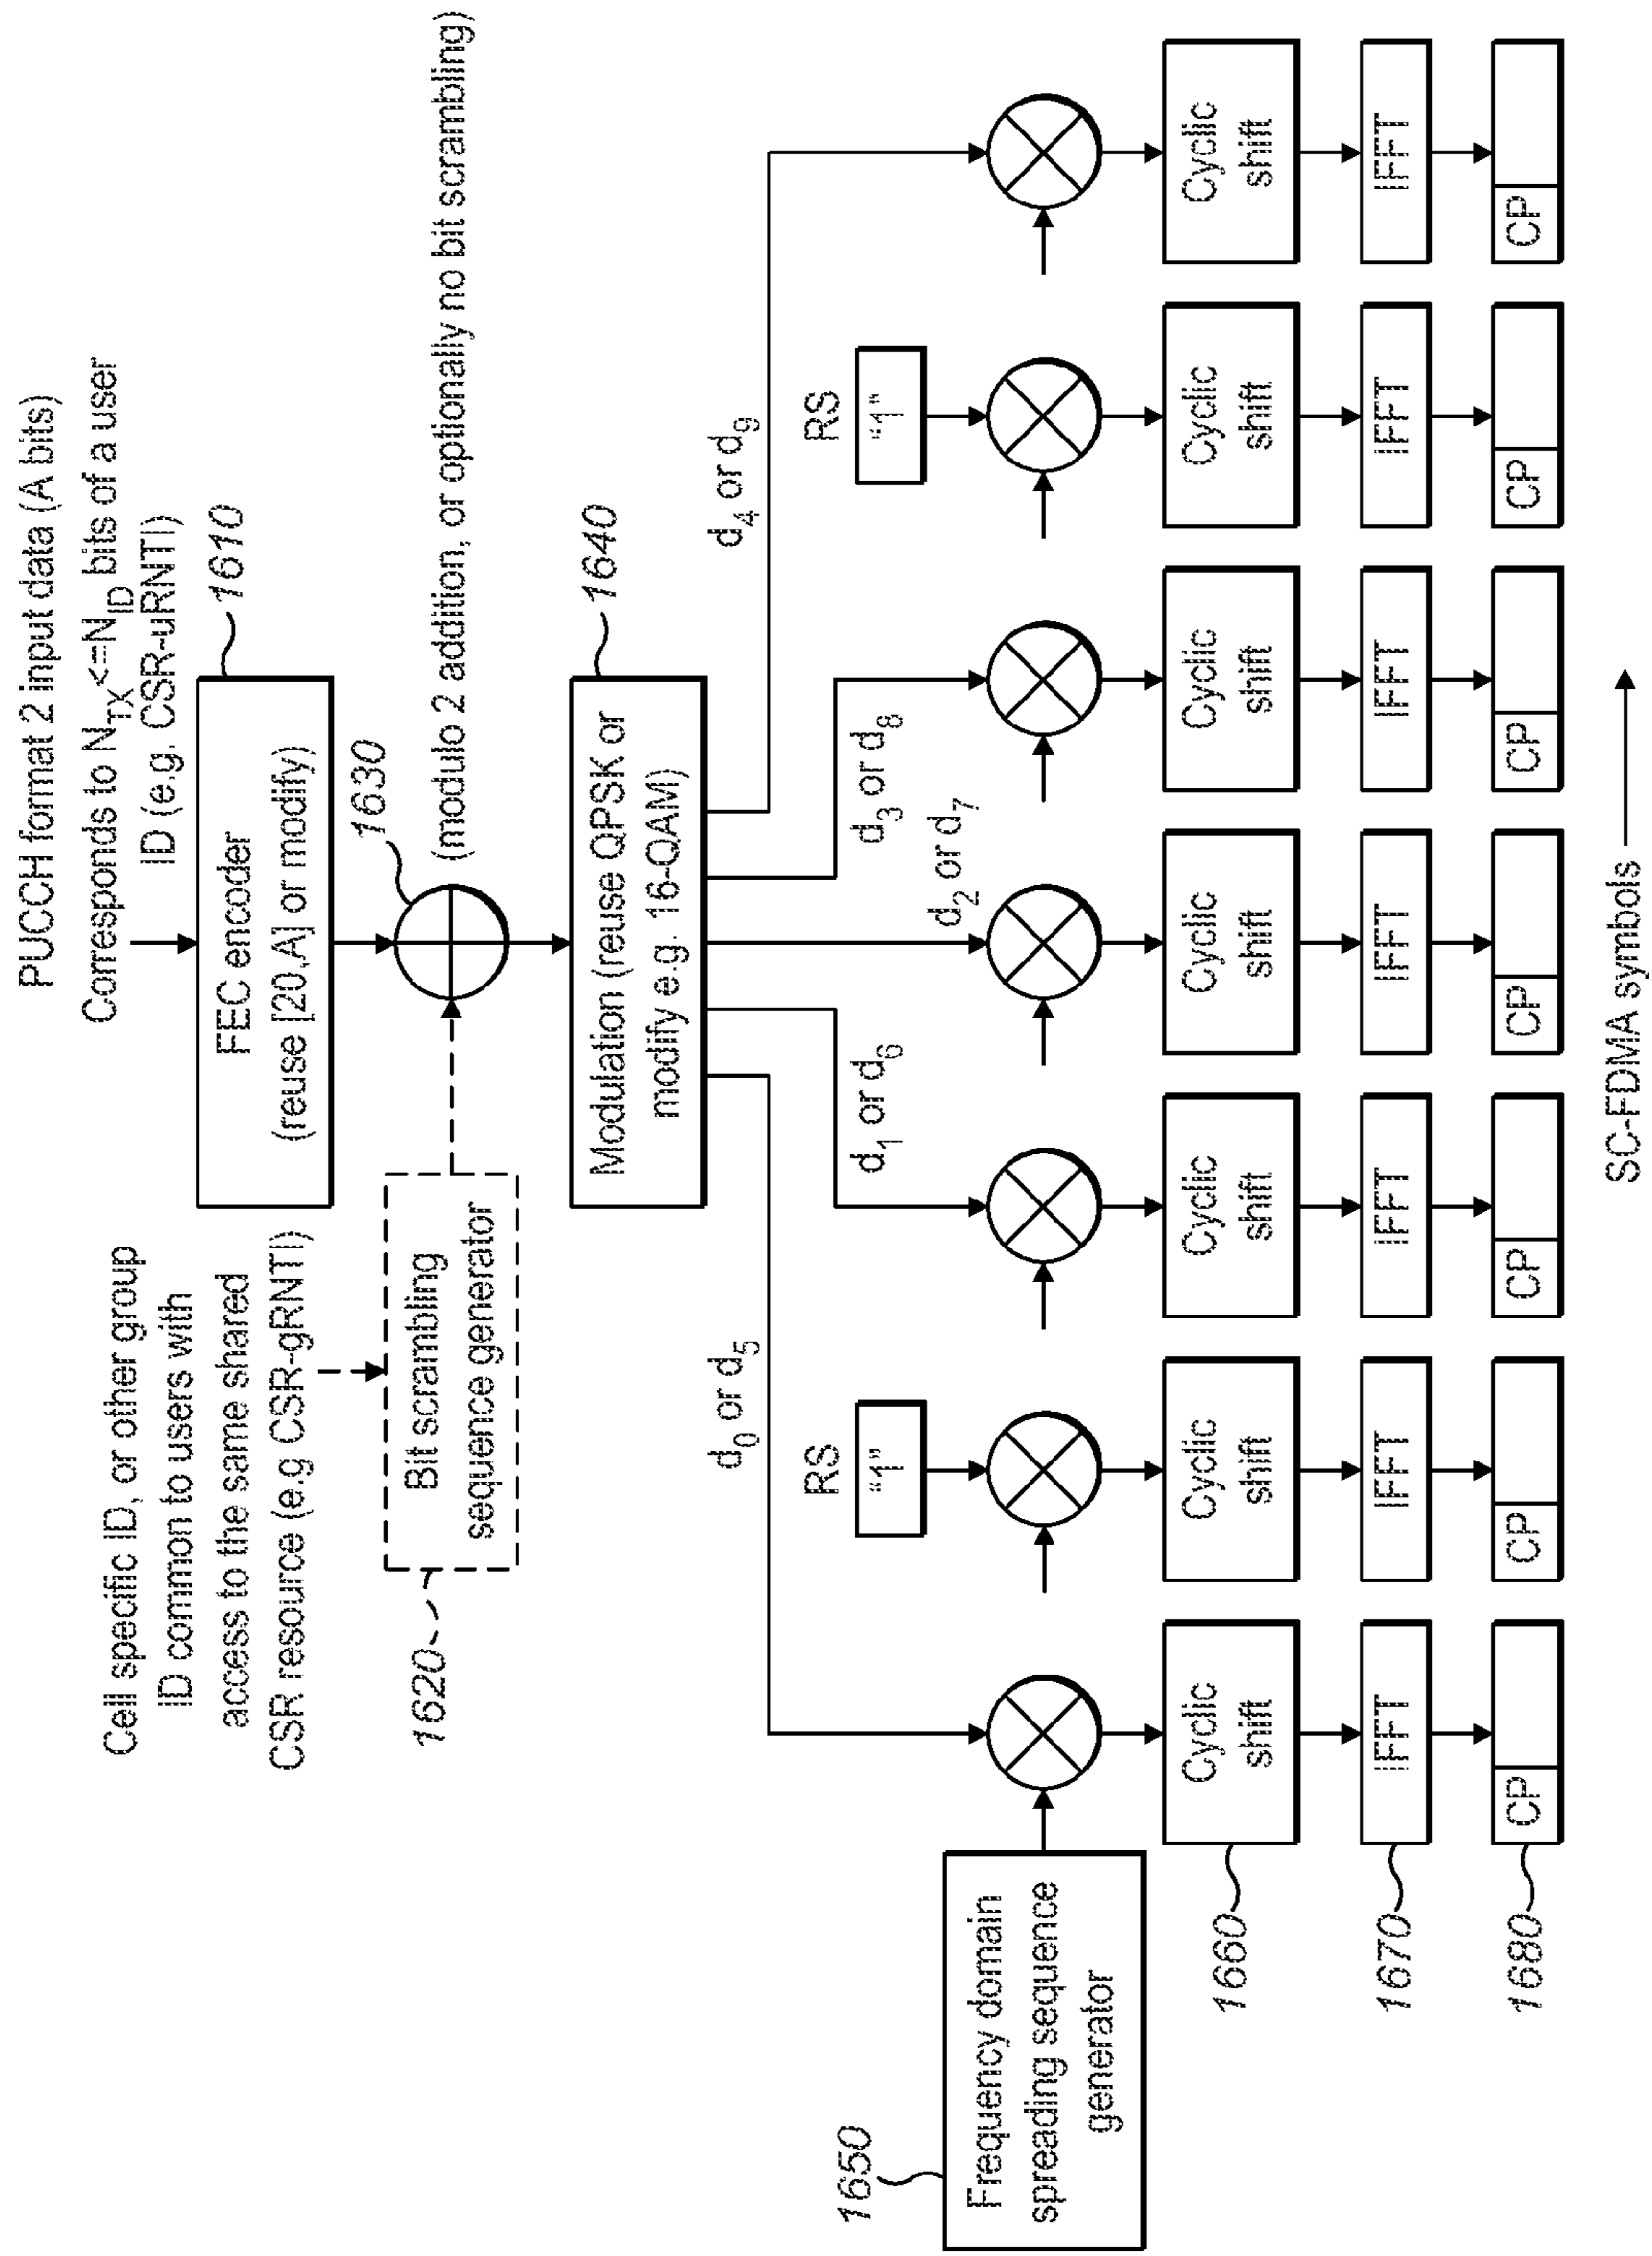 PUCCH format 2 input data (A bits)
Corresponds to N_TX<=N_ID bits of a user
ID (e.g. CSR-uRNTI)
Cell specific ID, or other group
ID common to users with
access to the same shared
CSR resource (e.g CSR-gRNTI)
FEC encoder
(reuse [20,A] or modify)
1610
Bit scrambling
sequence generator
1620
1630
(modulo 2 addition, or optionally no bit scrambling)
Modulation (reuse QPSK or
modify e.g. 16-QAM)
1640
d₀ or d₅
d₁ or d₆
d₂ or d₇
d₃ or d₈
d₄ or d₉
RS
"1"
RS
"1"
1650
Frequency domain
spreading sequence
generator
Cyclic
shift
Cyclic
shift
Cyclic
shift
Cyclic
shift
Cyclic
shift
Cyclic
shift
Cyclic
shift
1660
IFFT
IFFT
IFFT
IFFT
IFFT
IFFT
IFFT
1670
CP
CP
CP
CP
CP
CP
CP
1680
SC-FDMA symbols